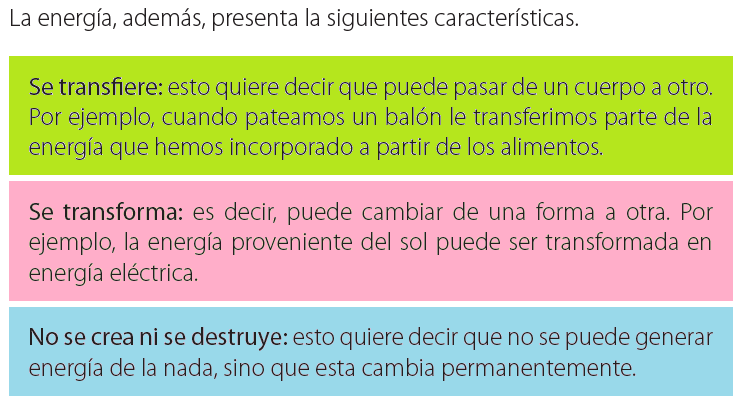 La energía, además, presenta la siguientes características.
Se transfiere: esto quiere decir que puede pasar de un cuerpo a otro.
Por ejemplo, cuando pateamos un balón le transferimos parte de la
energía que hemos incorporado a partir de los alimentos.
Se transforma: es decir, puede cambiar de una forma a otra. Por
ejemplo, la energía proveniente del sol puede ser transformada en
energía eléctrica.
No se crea ni se destruye: esto quiere decir que no se puede generar
energía de la nada, sino que esta cambia permanentemente.